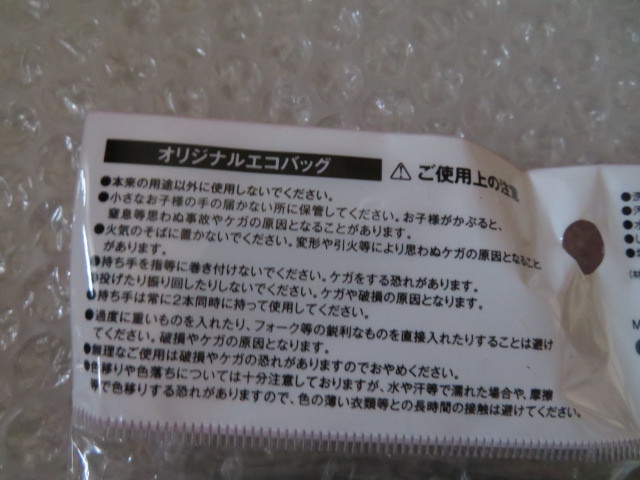 オリジナルエコバッグ
⚠ ご使用上の注意
●本来の用途以外に使用しないでください。
●小さなお子様の手の届かない所に保管してください。お子様がかぶると、
窒息等思わぬ事故やケガの原因となることがあります。
●火気のそばに置かないでください。変形や引火等により思わぬケガの原因となること
があります。
●持ち手を指等に巻き付けないでください。ケガをする恐れがあります。
●投げたり振り回したりしないでください。ケガや破損の原因となります。
●持ち手は常に2本同時に持って使用してください。
●過度に重いものを入れたり、フォーク等の鋭利なものを直接入れたりすることは避け
てください。破損やケガの原因となります。
●無理なご使用は破損やケガの恐れがありますのでおやめください。
●色移りや色落ちについては十分注意しておりますが、水や汗等で濡れた場合や、摩擦
等で色移りする恐れがありますので、色の薄い衣類等との長時間の接触は避けてください。